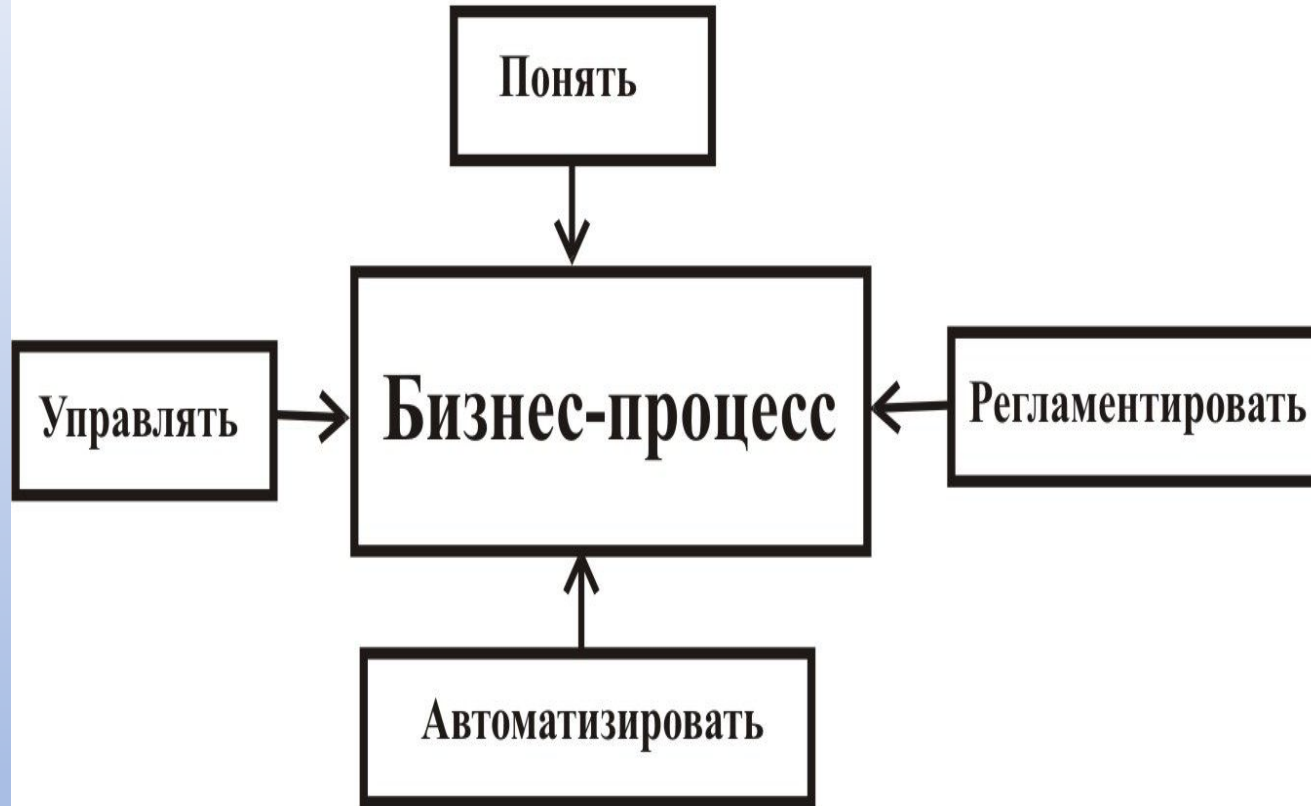 Понять
Управлять
Бизнес-процесс
Регламентировать
Автоматизировать